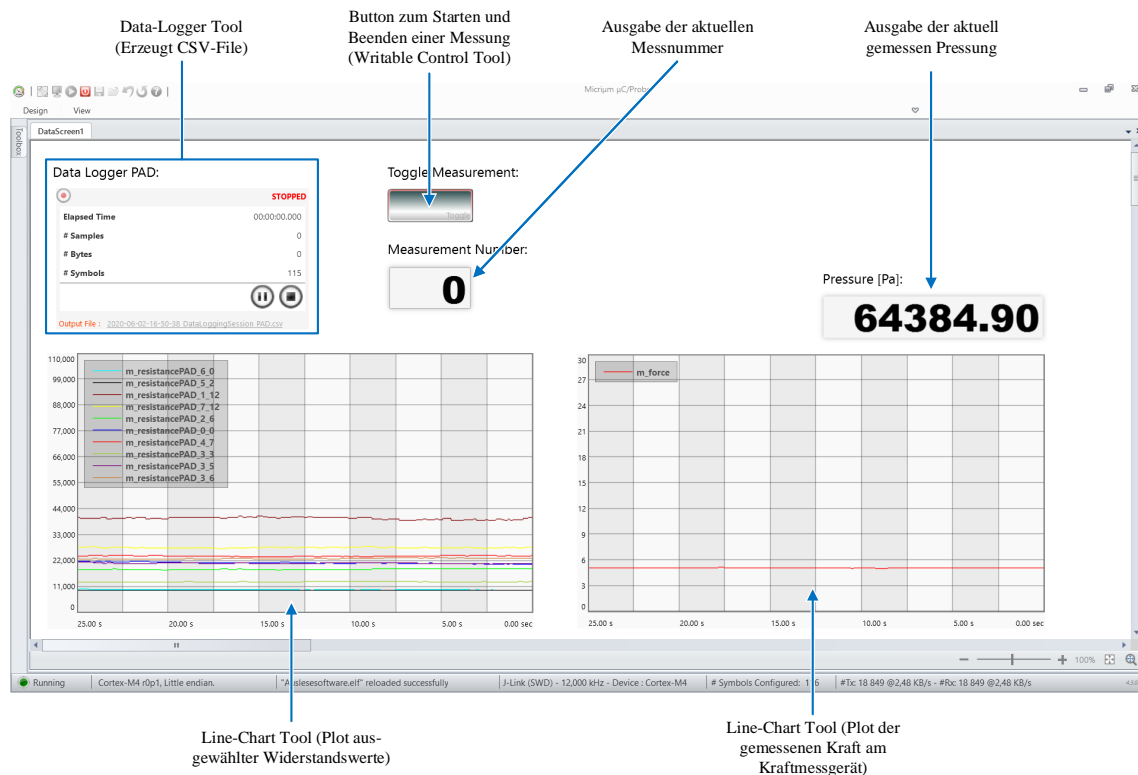 Data-Logger Tool
(Erzeugt CSV-File)
Button zum Starten und
Beenden einer Messung
(Writable Control Tool)
Ausgabe der aktuellen
Messnummer
Ausgabe der aktuell
gemessen Pressung
Micriµm µC/Probe
Design View
Toolbox
DataScreen1
Data Logger PAD:
STOPPED
Elapsed Time 00:00:00.000
# Samples 0
# Bytes 0
# Symbols 115
Output File : 2020-06-02-16-50-38_DataLoggingSession_PAD.csv
Toggle Measurement:
Toggle
Measurement Number:
0
Pressure [Pa]:
64384.90
110,000
99,000
88,000
77,000
66,000
55,000
44,000
33,000
22,000
11,000
0
m_resistancePAD_6_0
m_resistancePAD_5_2
m_resistancePAD_1_12
m_resistancePAD_7_12
m_resistancePAD_2_6
m_resistancePAD_0_0
m_resistancePAD_4_7
m_resistancePAD_3_3
m_resistancePAD_3_5
m_resistancePAD_3_6
25.00 s 20.00 s 15.00 s 10.00 s 5.00 s 0.00 sec
30
27
24
21
18
15
12
9
6
3
0
m_force
25.00 s 20.00 s 15.00 s 10.00 s 5.00 s 0.00 sec
100%
Running Cortex-M4 r0p1, Little endian. "Auslesesoftware.elf" reloaded successfully J-Link (SWD) - 12,000 kHz - Device : Cortex-M4 # Symbols Configured: 116 #Tx: 18 849 @2,48 KB/s - #Rx: 18 849 @2,48 KB/s
Line-Chart Tool (Plot aus-
gewählter Widerstandswerte)
Line-Chart Tool (Plot der
gemessenen Kraft am
Kraftmessgerät)